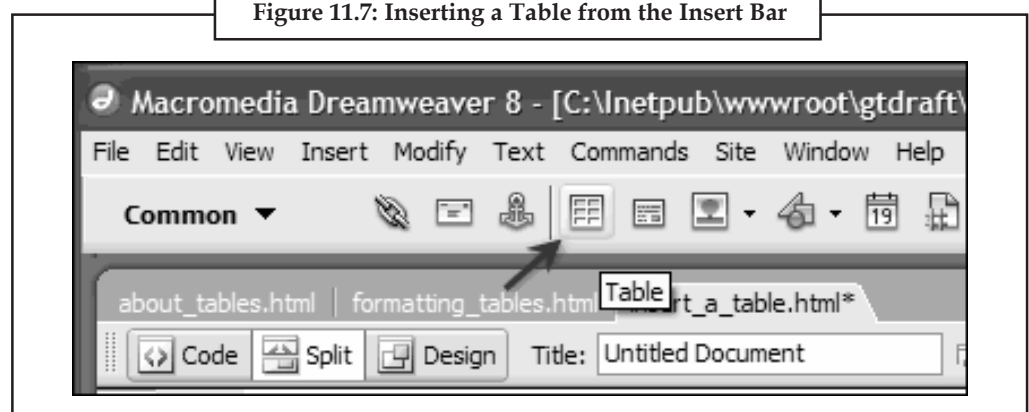 Figure 11.7: Inserting a Table from the Insert Bar
Macromedia Dreamweaver 8 - [C:\Inetpub\wwwroot\gtdraft\
File Edit View Insert Modify Text Commands Site Window Help
Common
19
Table
about_tables.html formatting_tables.html rt_a_table.html*
Code Split Design Title: Untitled Document